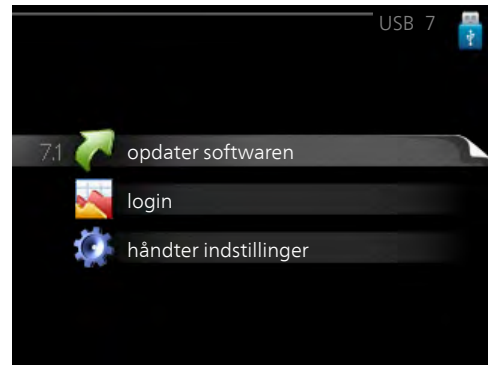 USB 7
7.1 opdater softwaren
login
håndter indstillinger